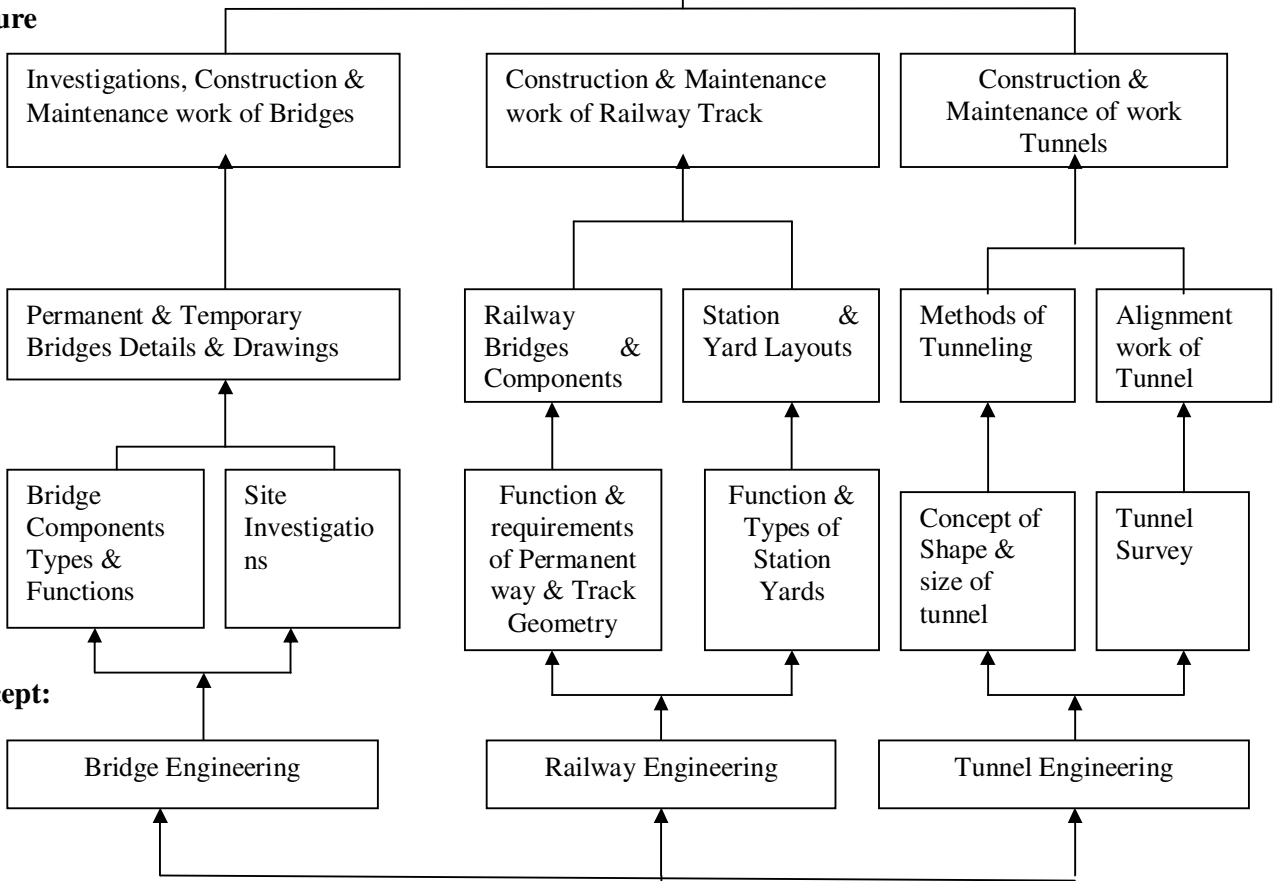 ure
Investigations, Construction &
Maintenance work of Bridges
Construction & Maintenance
work of Railway Track
Construction &
Maintenance of work
Tunnels
Permanent & Temporary
Bridges Details & Drawings
Railway
Bridges &
Components
Station &
Yard Layouts
Methods of
Tunneling
Alignment
work of
Tunnel
Bridge
Components
Types &
Functions
Site
Investigatio
ns
Function &
requirements
of Permanent
way & Track
Geometry
Function &
Types of
Station
Yards
Concept of
Shape &
size of
tunnel
Tunnel
Survey
cept:
Bridge Engineering
Railway Engineering
Tunnel Engineering